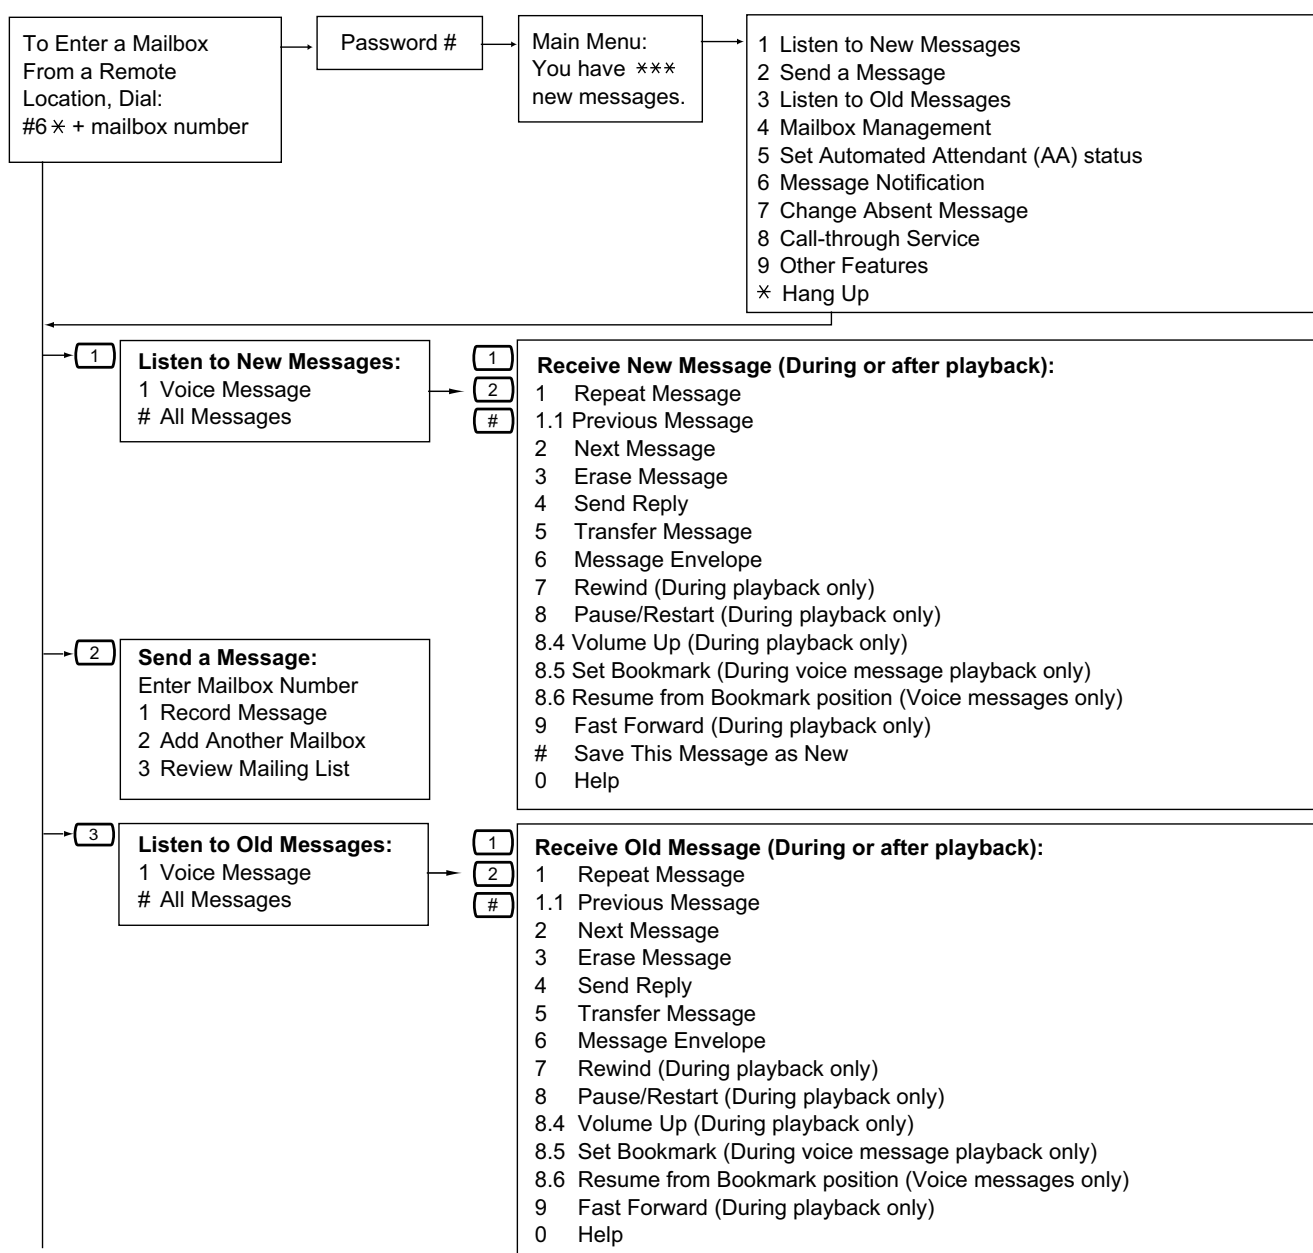 To Enter a Mailbox
From a Remote
Location, Dial:
#6✳ + mailbox number
Password #
Main Menu:
You have ✳✳✳
new messages.
1 Listen to New Messages
2 Send a Message
3 Listen to Old Messages
4 Mailbox Management
5 Set Automated Attendant (AA) status
6 Message Notification
7 Change Absent Message
8 Call-through Service
9 Other Features
✳ Hang Up
1
Listen to New Messages:
1 Voice Message
# All Messages
1
2
#
Receive New Message (During or after playback):
1 Repeat Message
1.1 Previous Message
2 Next Message
3 Erase Message
4 Send Reply
5 Transfer Message
6 Message Envelope
7 Rewind (During playback only)
8 Pause/Restart (During playback only)
8.4 Volume Up (During playback only)
8.5 Set Bookmark (During voice message playback only)
8.6 Resume from Bookmark position (Voice messages only)
9 Fast Forward (During playback only)
# Save This Message as New
0 Help
2
Send a Message:
Enter Mailbox Number
1 Record Message
2 Add Another Mailbox
3 Review Mailing List
3
Listen to Old Messages:
1 Voice Message
# All Messages
1
2
#
Receive Old Message (During or after playback):
1 Repeat Message
1.1 Previous Message
2 Next Message
3 Erase Message
4 Send Reply
5 Transfer Message
6 Message Envelope
7 Rewind (During playback only)
8 Pause/Restart (During playback only)
8.4 Volume Up (During playback only)
8.5 Set Bookmark (During voice message playback only)
8.6 Resume from Bookmark position (Voice messages only)
9 Fast Forward (During playback only)
0 Help